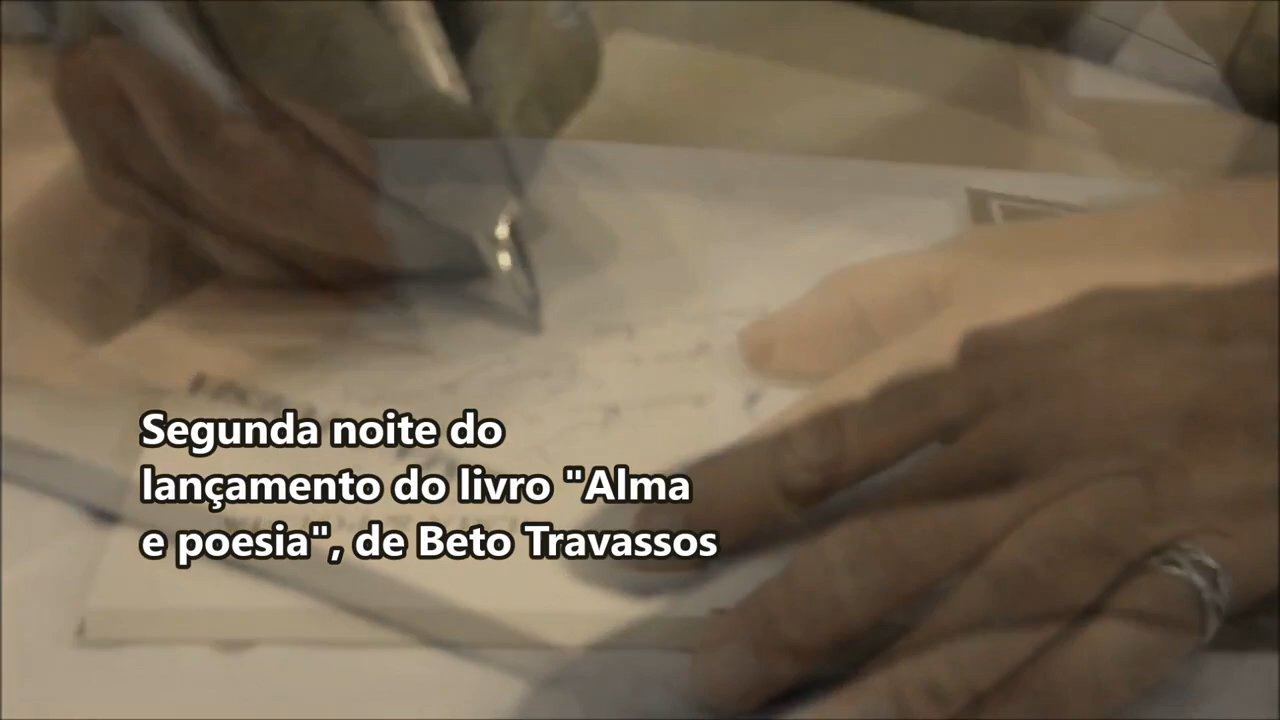 Segunda noite do
lançamento do livro "Alma
e poesia", de Beto Travassos